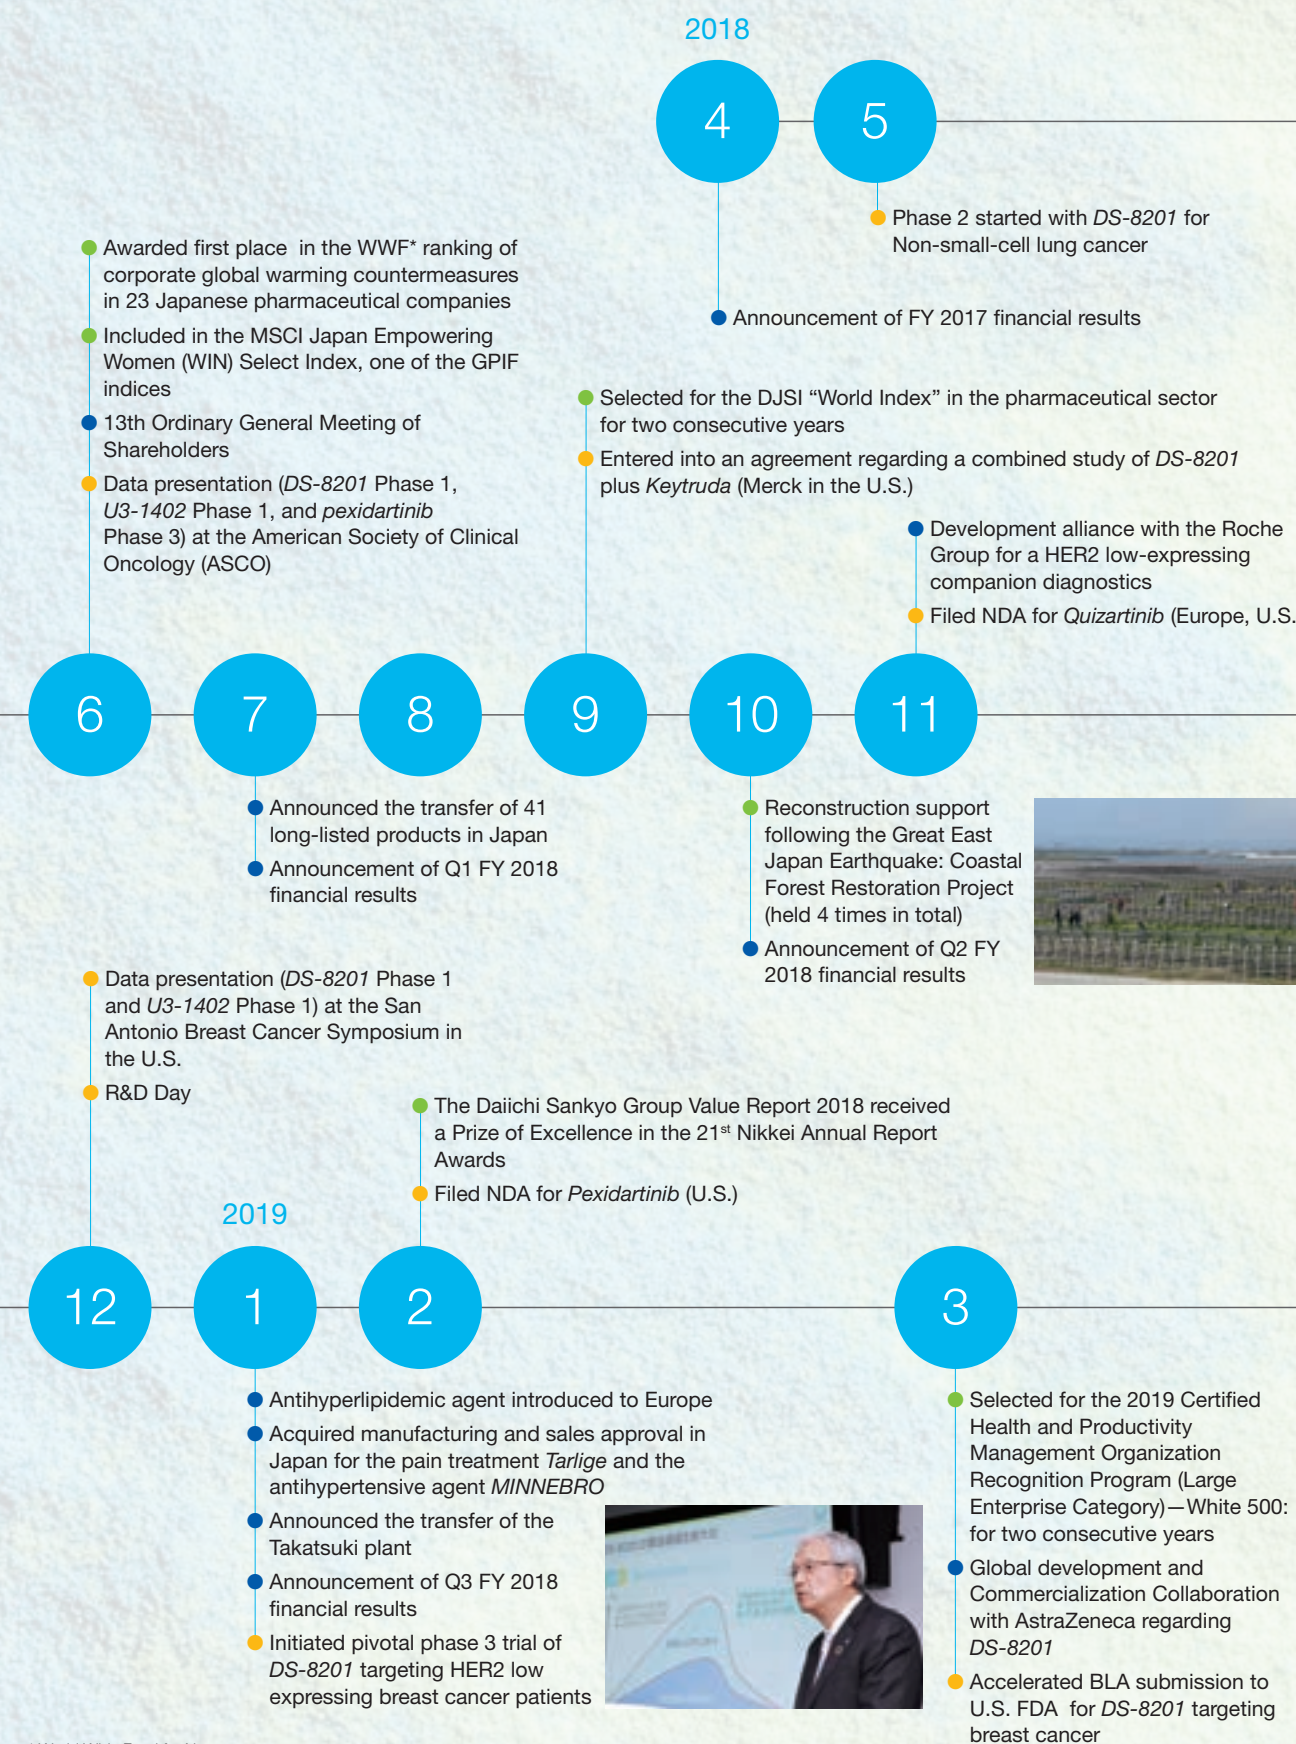 2018
4
5
Phase 2 started with DS-8201 for
Non-small-cell lung cancer
Announcement of FY 2017 financial results
Awarded first place in the WWF* ranking of
corporate global warming countermeasures
in 23 Japanese pharmaceutical companies
Included in the MSCI Japan Empowering
Women (WIN) Select Index, one of the GPIF
indices
13th Ordinary General Meeting of
Shareholders
Data presentation (DS-8201 Phase 1,
U3-1402 Phase 1, and pexidartinib
Phase 3) at the American Society of Clinical
Oncology (ASCO)
Selected for the DJSI “World Index” in the pharmaceutical sector
for two consecutive years
Entered into an agreement regarding a combined study of DS-8201
plus Keytruda (Merck in the U.S.)
Development alliance with the Roche
Group for a HER2 low-expressing
companion diagnostics
Filed NDA for Quizartinib (Europe, U.S.
6
7
8
9
10
11
Announced the transfer of 41
long-listed products in Japan
Announcement of Q1 FY 2018
financial results
Reconstruction support
following the Great East
Japan Earthquake: Coastal
Forest Restoration Project
(held 4 times in total)
Announcement of Q2 FY
2018 financial results
Data presentation (DS-8201 Phase 1
and U3-1402 Phase 1) at the San
Antonio Breast Cancer Symposium in
the U.S.
R&D Day
The Daiichi Sankyo Group Value Report 2018 received
a Prize of Excellence in the 21st Nikkei Annual Report
Awards
Filed NDA for Pexidartinib (U.S.)
2019
12
1
2
3
Antihyperlipidemic agent introduced to Europe
Acquired manufacturing and sales approval in
Japan for the pain treatment Tarlige and the
antihypertensive agent MINNEBRO
Announced the transfer of the
Takatsuki plant
Announcement of Q3 FY 2018
financial results
Initiated pivotal phase 3 trial of
DS-8201 targeting HER2 low
expressing breast cancer patients
Selected for the 2019 Certified
Health and Productivity
Management Organization
Recognition Program (Large
Enterprise Category)—White 500:
for two consecutive years
Global development and
Commercialization Collaboration
with AstraZeneca regarding
DS-8201
Accelerated BLA submission to
U.S. FDA for DS-8201 targeting
breast cancer